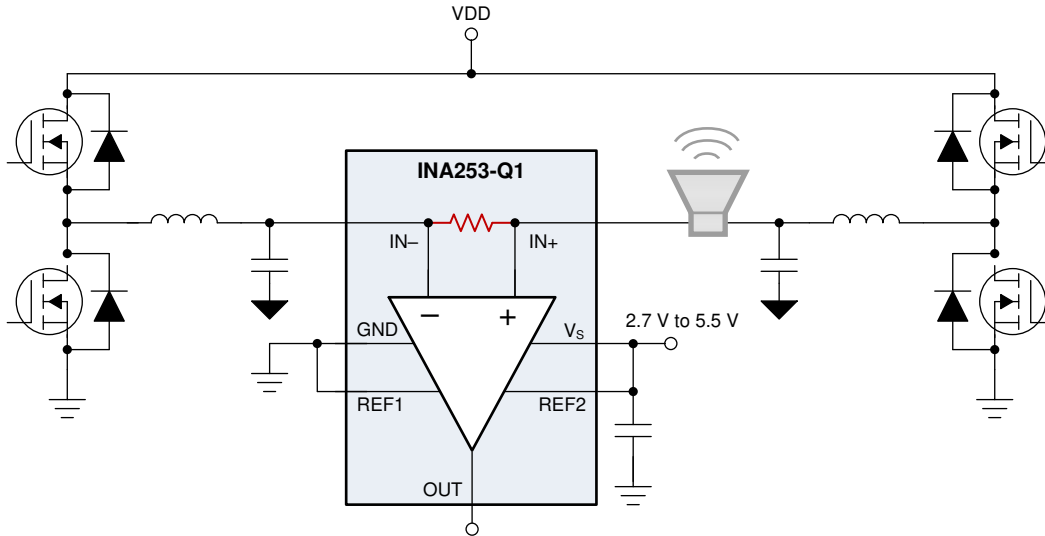 VDD
INA253-Q1
IN–
IN+
–
+
GND
VS
2.7 V to 5.5 V
REF1
REF2
OUT